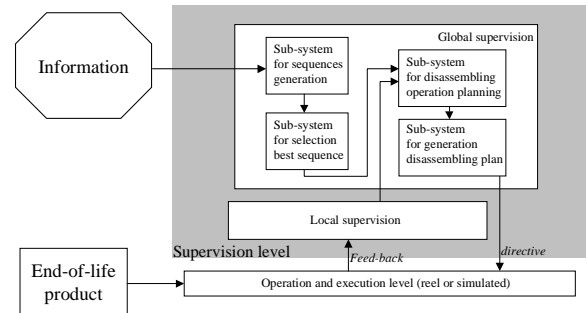 Global supervision
Information
Sub-system
for sequences
generation
Sub-system
for disassembling
operation planning
Sub-system
for selection
best sequence
Sub-system
for generation
disassembling plan
Local supervision
Supervision level
Feed-back
directive
End-of-life
product
Operation and execution level (reel or simulated)